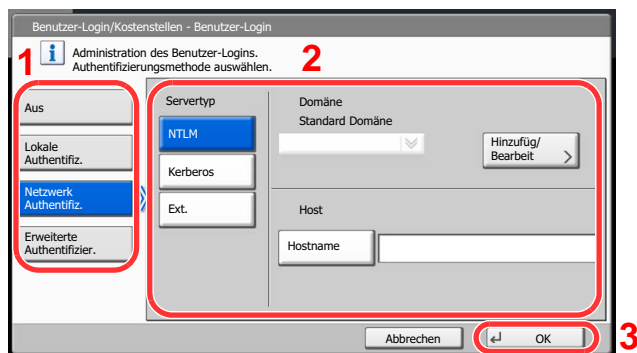 Benutzer-Login/Kostenstellen - Benutzer-Login
Administration des Benutzer-Logins.
Authentifizierungsmethode auswählen.
1
2
Aus
Lokale
Authentifiz.
Netzwerk
Authentifiz.
Erweiterte
Authentifizier.
Servertyp
NTLM
Kerberos
Ext.
Domäne
Standard Domäne
Hinzufüg/
Bearbeit
Host
Hostname
Abbrechen
OK
3